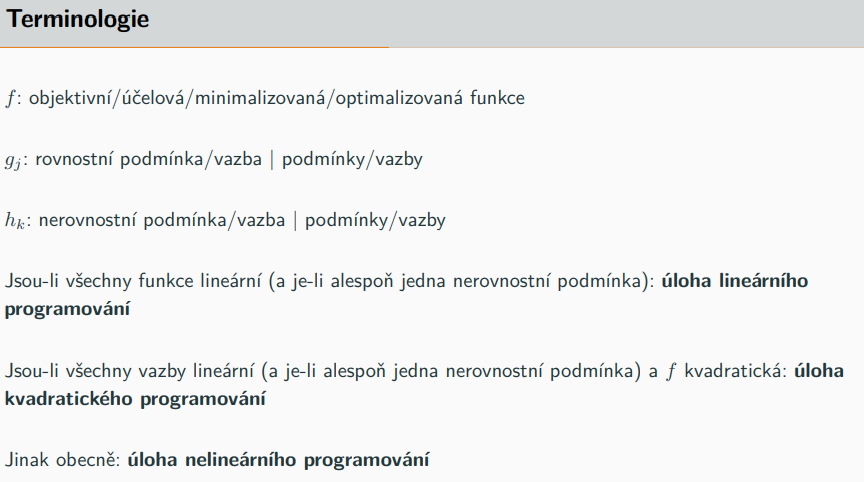 Terminologie
f: objektivní/účelová/minimalizovaná/optimalizovaná funkce
g_j: rovnostní podmínka/vazba | podmínky/vazby
h_k: nerovnostní podmínka/vazba | podmínky/vazby
Jsou-li všechny funkce lineární (a je-li alespoň jedna nerovnostní podmínka): úloha lineárního
programování
Jsou-li všechny vazby lineární (a je-li alespoň jedna nerovnostní podmínka) a f kvadratická: úloha
kvadratického programování
Jinak obecně: úloha nelineárního programování